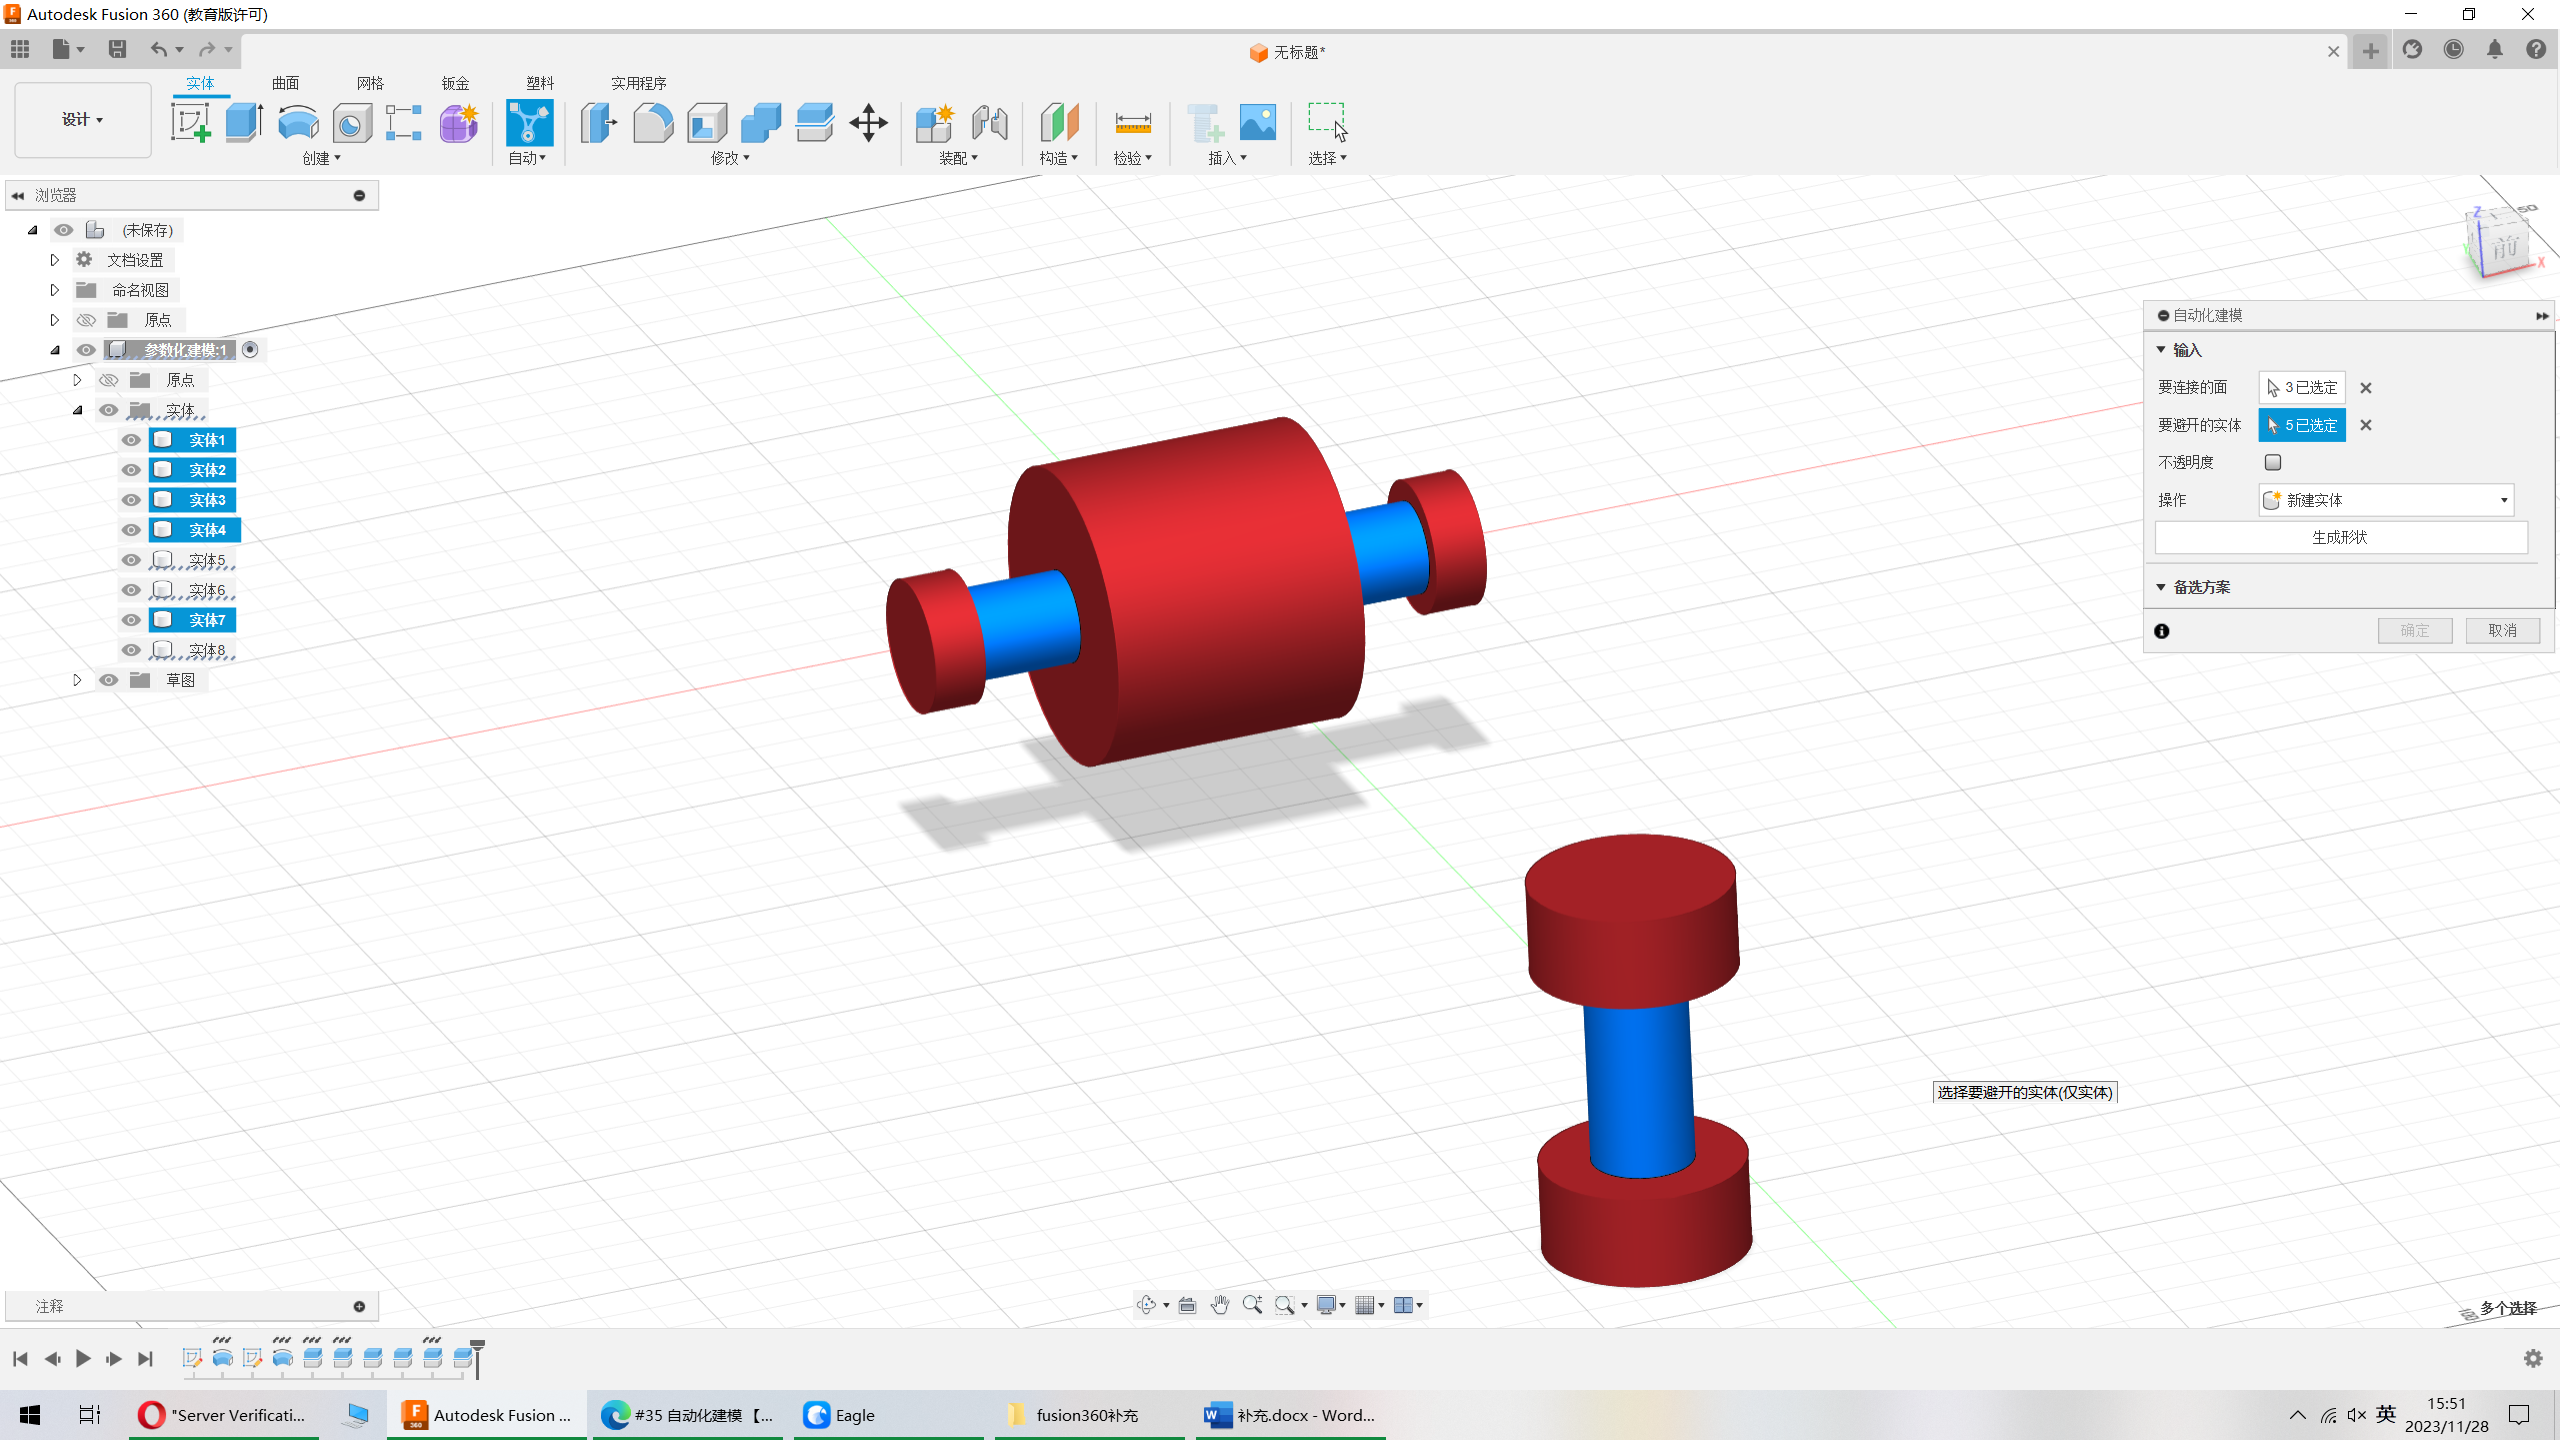 Autodesk Fusion 360 (教育版许可)
无标题*
实体 曲面 网格 钣金 塑料 实用程序
设计
创建 自动 修改 装配 构造 检验 插入 选择
浏览器
(未保存)
文档设置
命名视图
原点
参数化建模:1
原点
实体
实体1
实体2
实体3
实体4
实体5
实体6
实体7
实体8
草图
Z
前
X
自动化建模
输入
要连接的面 3 已选定
要避开的实体 5 已选定
不透明度
操作 新建实体
生成形状
备选方案
确定 取消
选择要避开的实体(仅实体)
注释
多个选择
"Server Verificati...
Autodesk Fusion ...
#35 自动化建模【...
Eagle
fusion360补充
补充.docx - Word...
英
15:51
2023/11/28